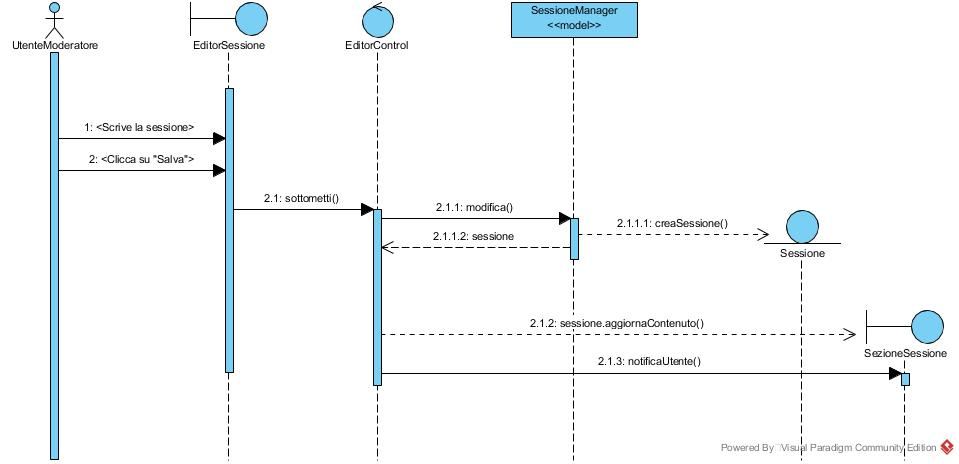 SessioneManager
<<model>>
UtenteModeratore
EditorSessione
EditorControl
1: <Scrive la sessione>
2: <Clicca su "Salva">
2.1: sottometti()
2.1.1: modifica()
2.1.1.1: creaSessione()
2.1.1.2: sessione
Sessione
2.1.2: sessione.aggiornaContenuto()
SezioneSessione
2.1.3: notificaUtente()
Powered By Visual Paradigm Community Edition